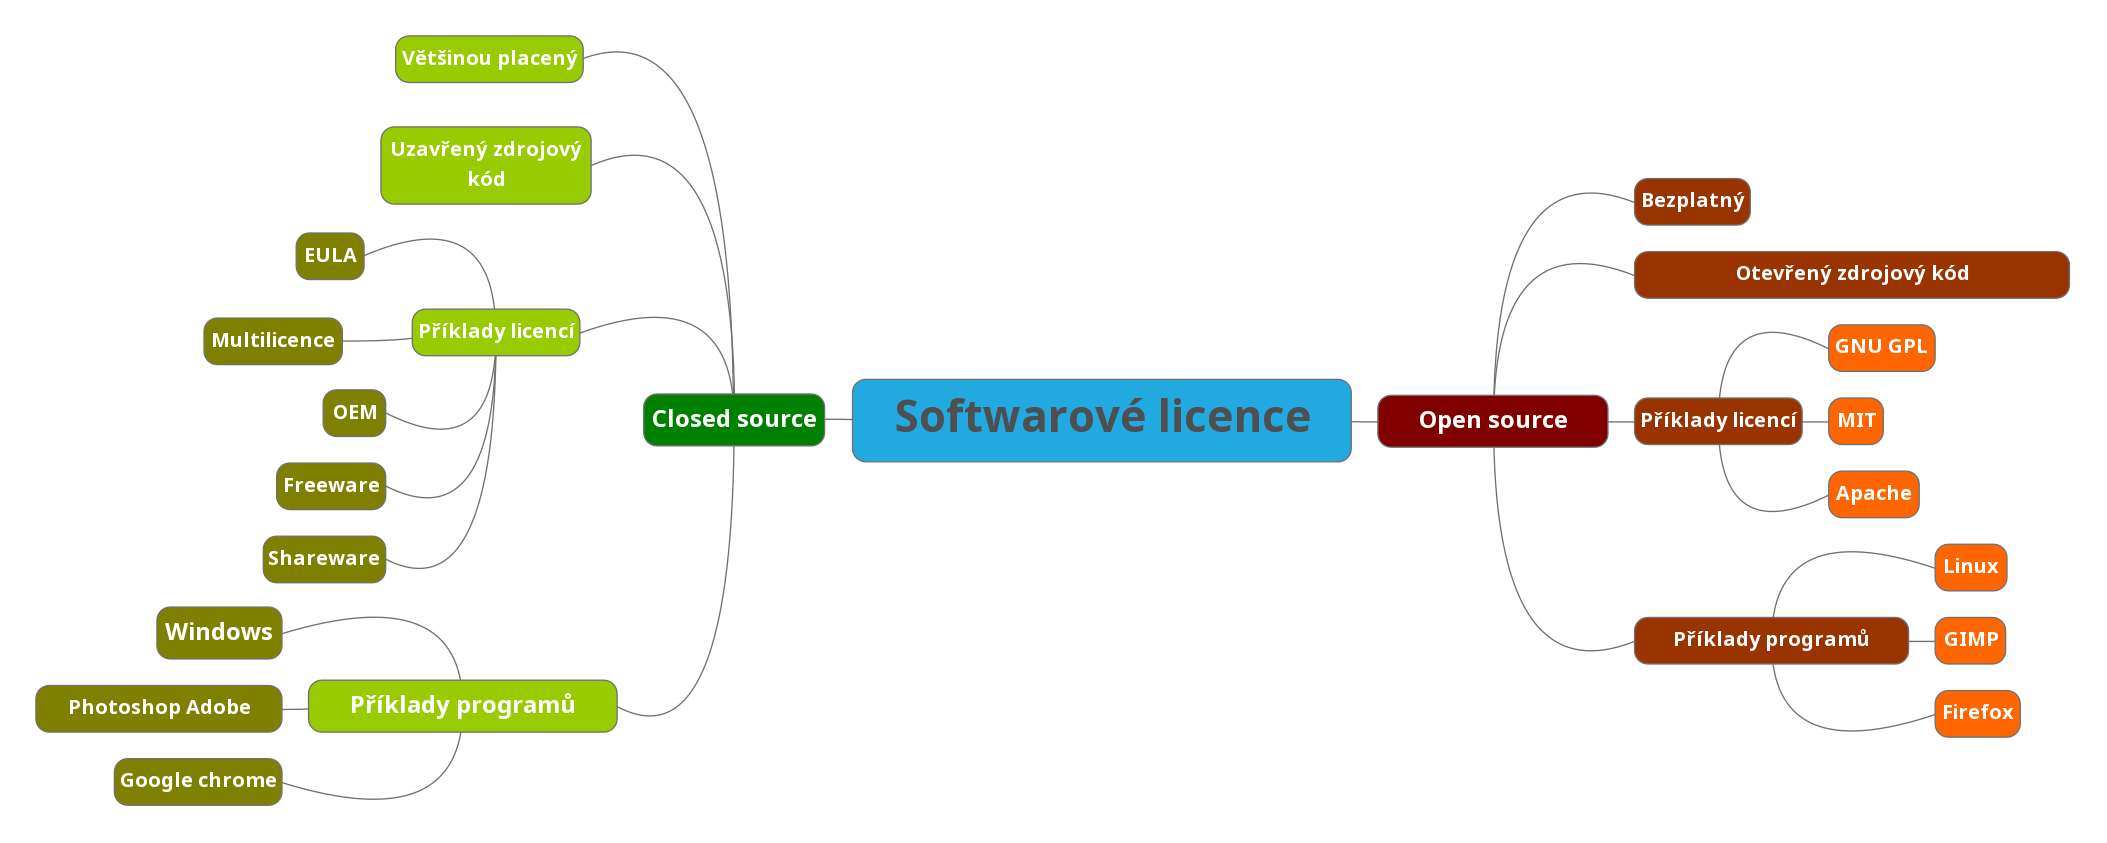 Softwarové licence
Closed source
Většinou placený
Uzavřený zdrojový
kód
Příklady licencí
EULA
Multilicence
OEM
Freeware
Shareware
Příklady programů
Windows
Photoshop Adobe
Google chrome
Open source
Bezplatný
Otevřený zdrojový kód
Příklady licencí
GNU GPL
MIT
Apache
Příklady programů
Linux
GIMP
Firefox